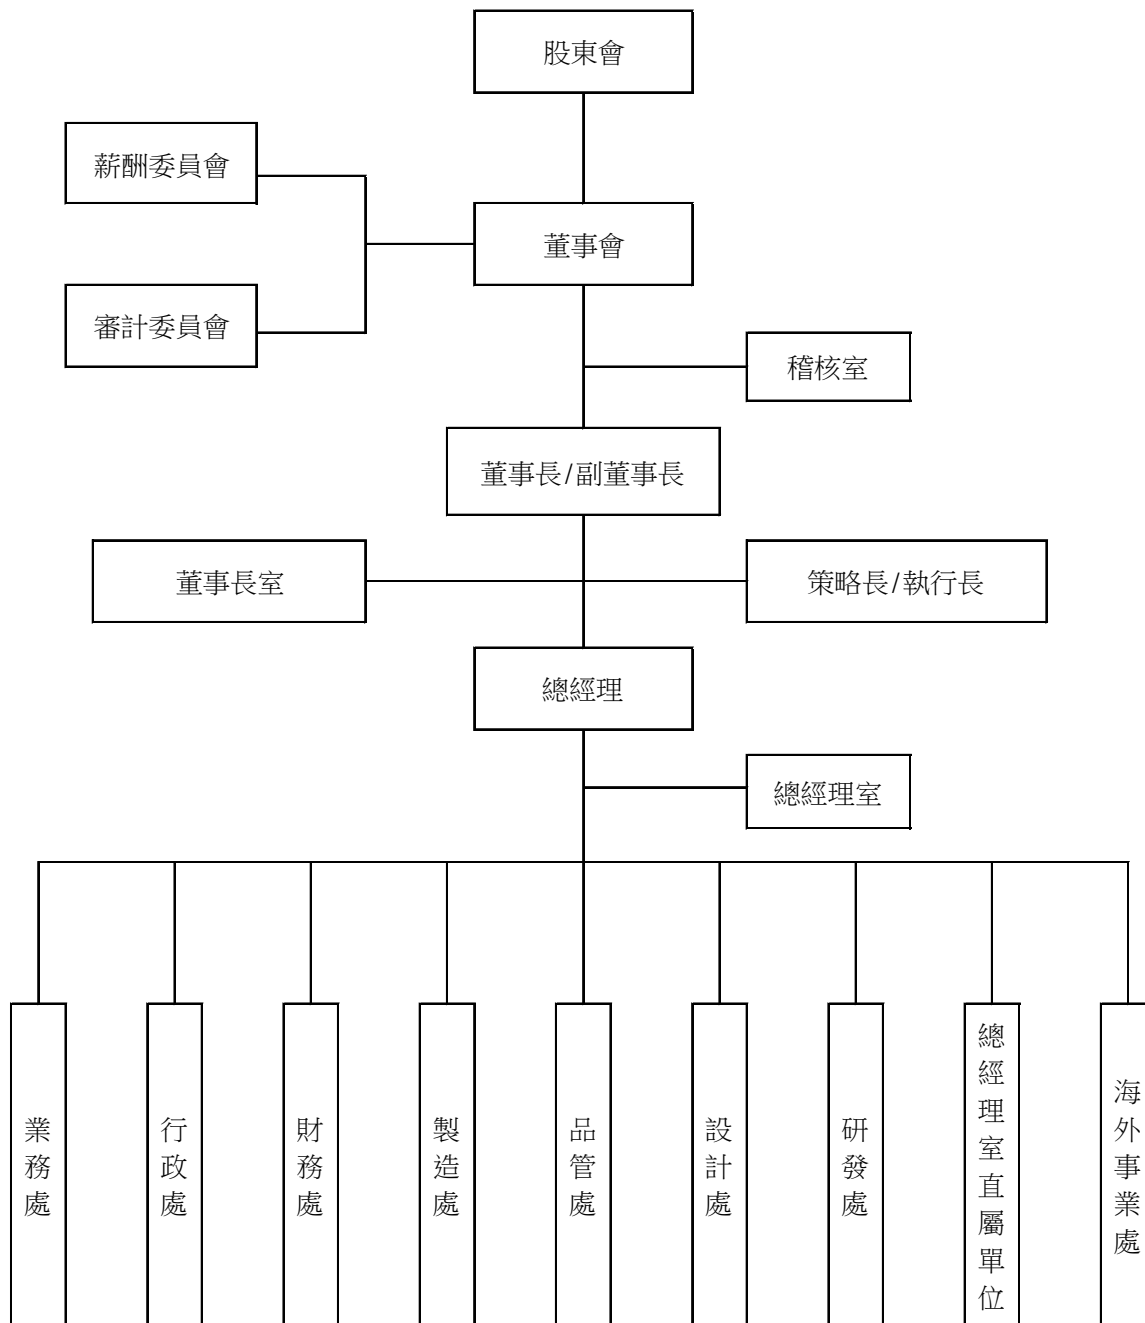 股東會
薪酬委員會
董事會
審計委員會
稽核室
董事長/副董事長
董事長室
策略長/執行長
總經理
總經理室
業務處
行政處
財務處
製造處
品管處
設計處
研發處
總經理室直屬單位
海外事業處